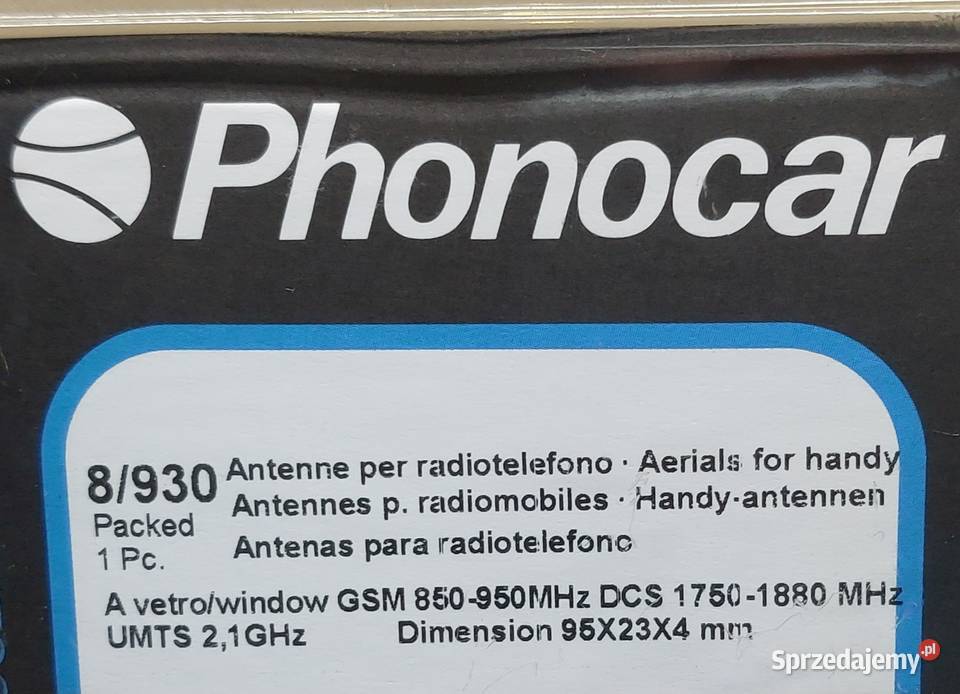 Phonocar
8/930
Packed
1 Pc.
Antenne per radiotelefono · Aerials for handy
Antennes p. radiomobiles · Handy-antennen
Antenas para radiotelefono
A vetro/window GSM 850-950MHz DCS 1750-1880 MHz
UMTS 2,1GHz Dimension 95X23X4 mm
Sprzedajemy.pl